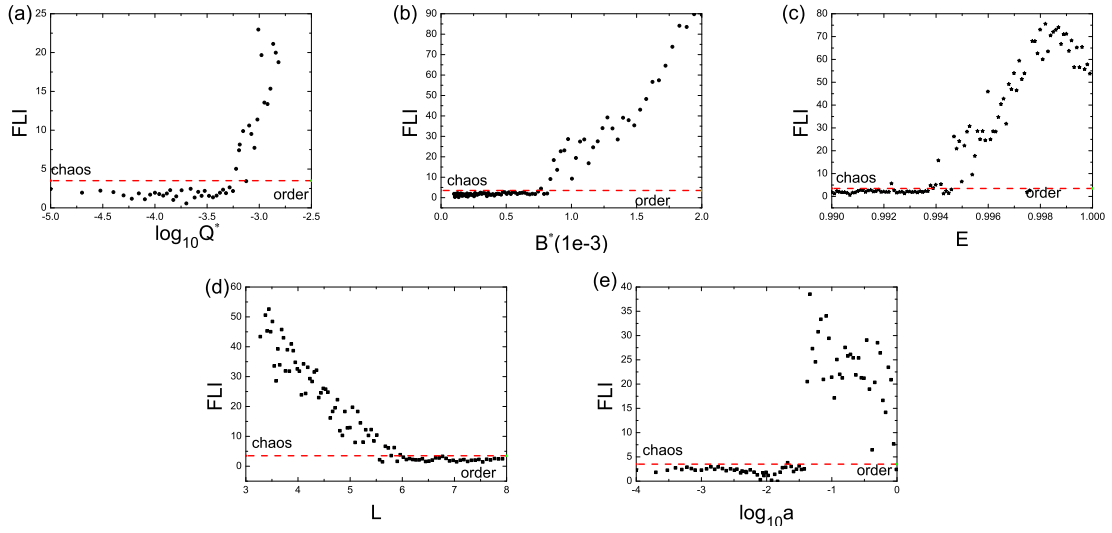 (a)
25
20
15
10
5
0
FLI
chaos
order
-5.0 -4.5 -4.0 -3.5 -3.0 -2.5
log10Q*
(b)
90
80
70
60
50
40
30
20
10
0
FLI
chaos
order
0.0 0.5 1.0 1.5 2.0
B*(1e-3)
(c)
80
70
60
50
40
30
20
10
0
FLI
chaos
order
0.990 0.992 0.994 0.996 0.998 1.000
E
(d)
60
50
40
30
20
10
0
FLI
chaos
order
3 4 5 6 7 8
L
(e)
40
35
30
25
20
15
10
5
0
FLI
chaos
order
-4 -3 -2 -1 0
log10a